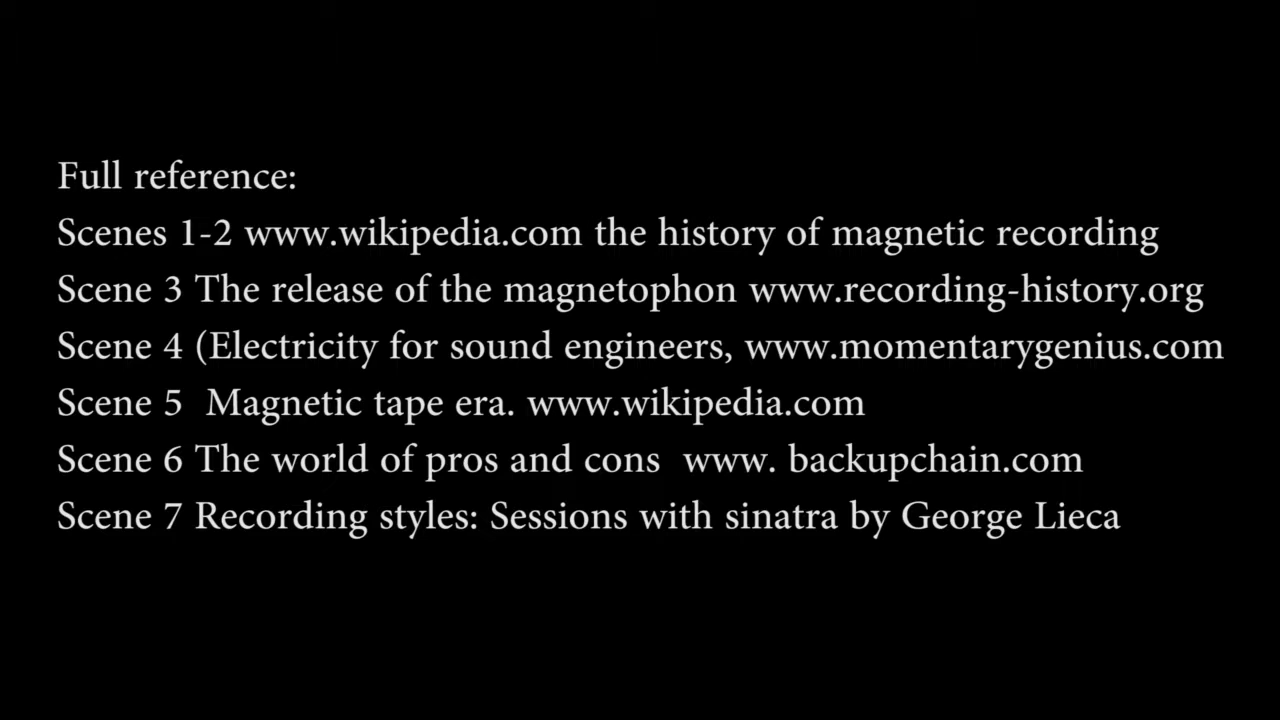 Full reference:
Scenes 1-2 www.wikipedia.com the history of magnetic recording
Scene 3 The release of the magnetophon www.recording-history.org
Scene 4 (Electricity for sound engineers, www.momentarygenius.com
Scene 5  Magnetic tape era. www.wikipedia.com
Scene 6 The world of pros and cons  www. backupchain.com
Scene 7 Recording styles: Sessions with sinatra by George Lieca